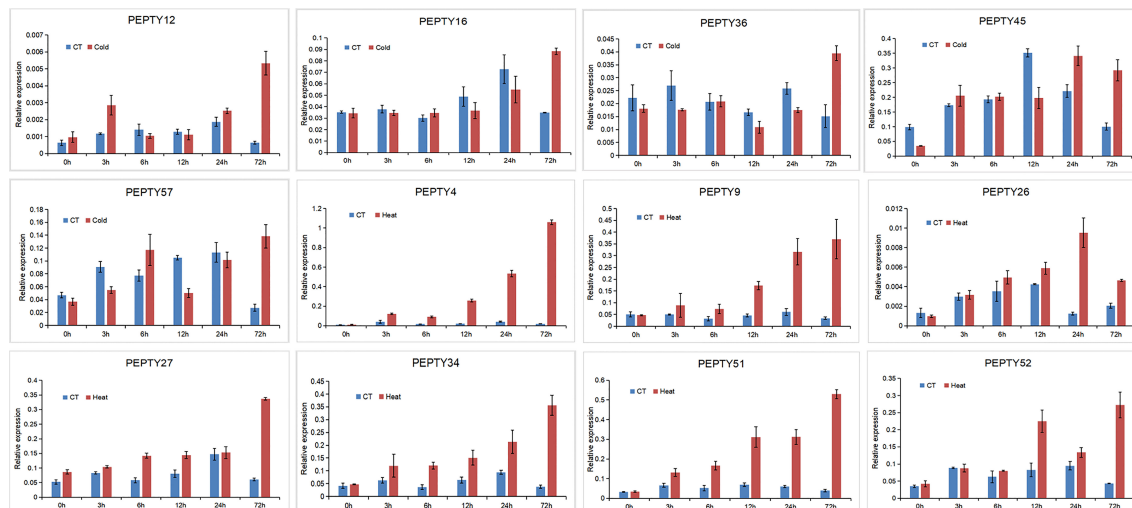 PEPTY12
0.007
0.006
0.005
0.004
0.003
0.002
0.001
0
Relative expression
CT Cold
0h 3h 6h 12h 24h 72h
PEPTY16
0.1
0.09
0.08
0.07
0.06
0.05
0.04
0.03
0.02
0.01
0
Relative expression
CT Cold
0h 3h 6h 12h 24h 72h
PEPTY36
0.045
0.04
0.035
0.03
0.025
0.02
0.015
0.01
0.005
0
Relative expression
CT Cold
0h 3h 6h 12h 24h 72h
PEPTY45
0.4
0.35
0.3
0.25
0.2
0.15
0.1
0.05
0
Relative expression
CT Cold
0h 3h 6h 12h 24h 72h
PEPTY57
0.18
0.16
0.14
0.12
0.1
0.08
0.06
0.04
0.02
0
Relative expression
CT Cold
0h 3h 6h 12h 24h 72h
PEPTY4
1.2
1
0.8
0.6
0.4
0.2
0
Relative expression
CT Heat
0h 3h 6h 12h 24h 72h
PEPTY9
0.5
0.45
0.4
0.35
0.3
0.25
0.2
0.15
0.1
0.05
0
Relative expression
CT Heat
0h 3h 6h 12h 24h 72h
PEPTY26
0.012
0.01
0.008
0.006
0.004
0.002
0
Relative expression
CT Heat
0h 3h 6h 12h 24h 72h
PEPTY27
0.4
0.35
0.3
0.25
0.2
0.15
0.1
0.05
0
Relative expression
CT Heat
0h 3h 6h 12h 24h 72h
PEPTY34
0.45
0.4
0.35
0.3
0.25
0.2
0.15
0.1
0.05
0
Relative expression
CT Heat
0h 3h 6h 12h 24h 72h
PEPTY51
0.6
0.5
0.4
0.3
0.2
0.1
0
Relative expression
CT Heat
0h 3h 6h 12h 24h 72h
PEPTY52
0.35
0.3
0.25
0.2
0.15
0.1
0.05
0
Relative expression
CT Heat
0h 3h 6h 12h 24h 72h